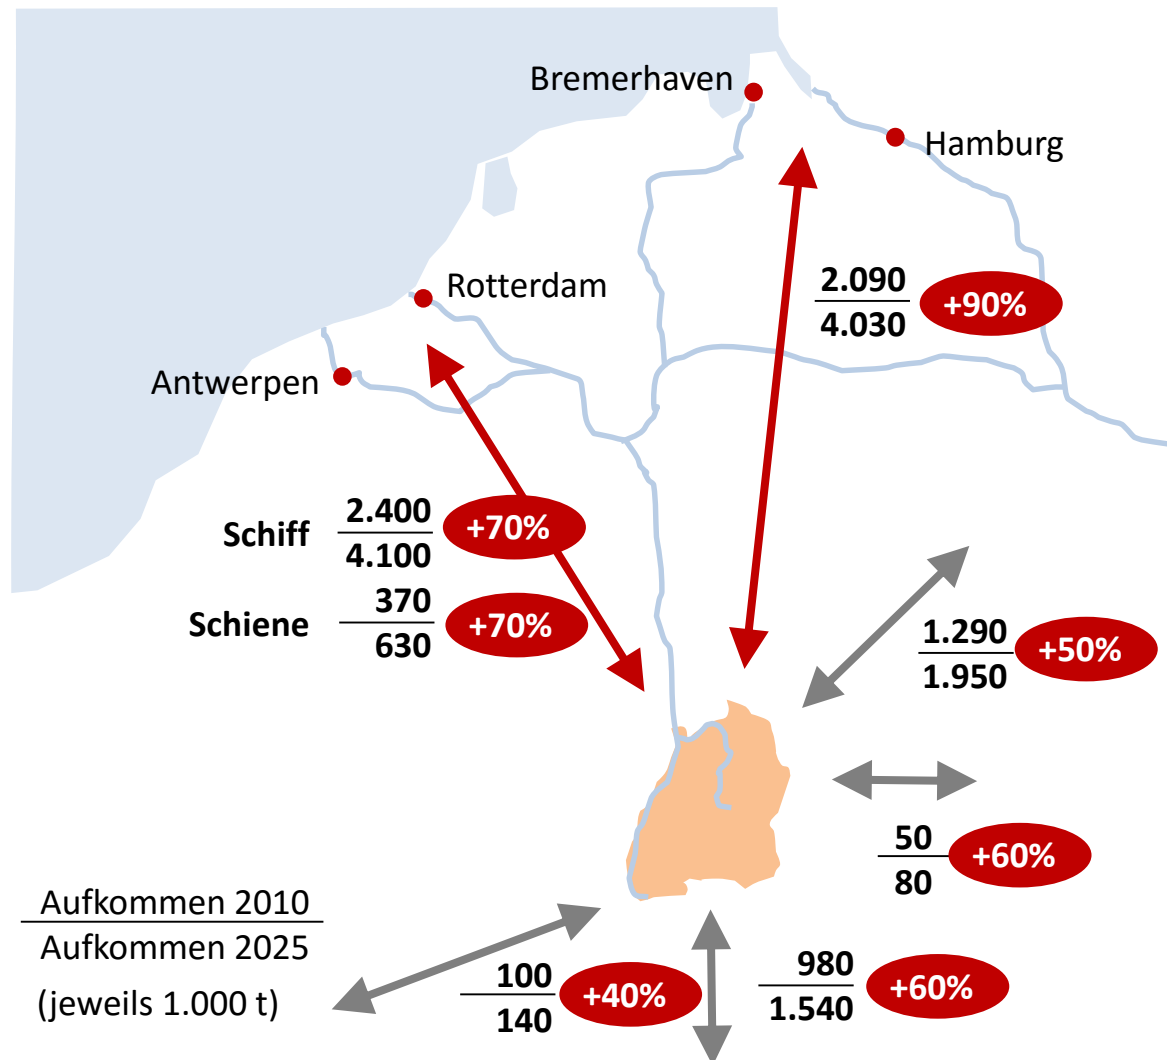 Bremerhaven
Hamburg
Rotterdam
Antwerpen
2.090
4.030
+90%
Schiff
2.400
4.100
+70%
Schiene
370
630
+70%
1.290
1.950
+50%
50
80
+60%
Aufkommen 2010
Aufkommen 2025
(jeweils 1.000 t)
100
140
+40%
980
1.540
+60%